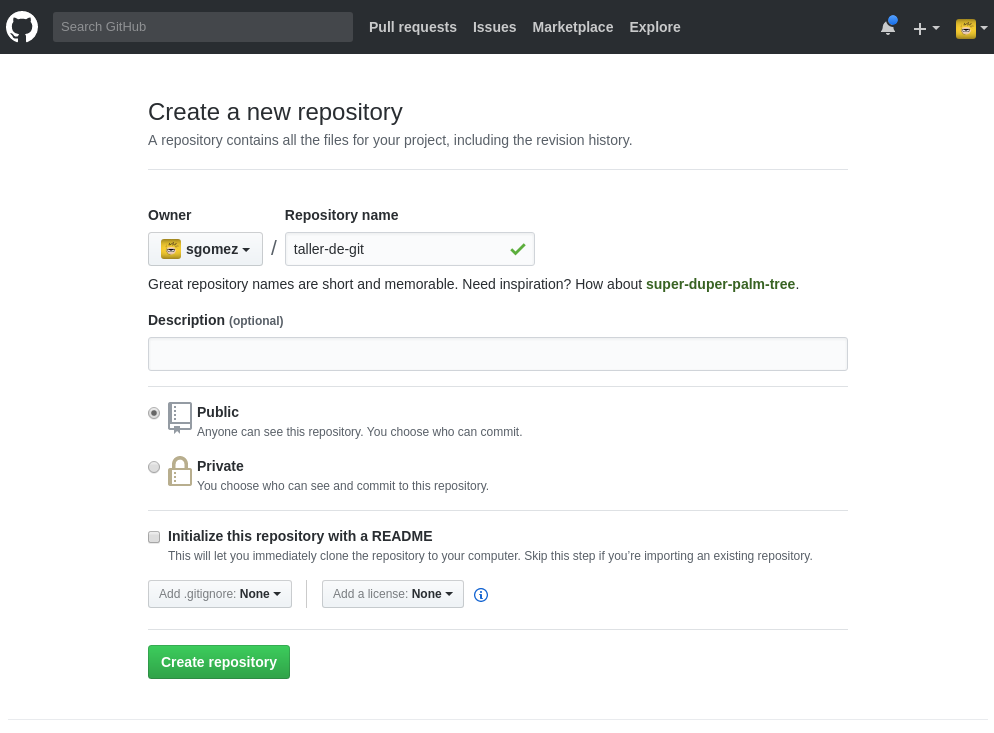 Search GitHub Pull requests Issues Marketplace Explore
Create a new repository
A repository contains all the files for your project, including the revision history.
Owner Repository name
sgomez / taller-de-git
Great repository names are short and memorable. Need inspiration? How about super-duper-palm-tree.
Description (optional)
Public
Anyone can see this repository. You choose who can commit.
Private
You choose who can see and commit to this repository.
Initialize this repository with a README
This will let you immediately clone the repository to your computer. Skip this step if you’re importing an existing repository.
Add .gitignore: None Add a license: None
Create repository